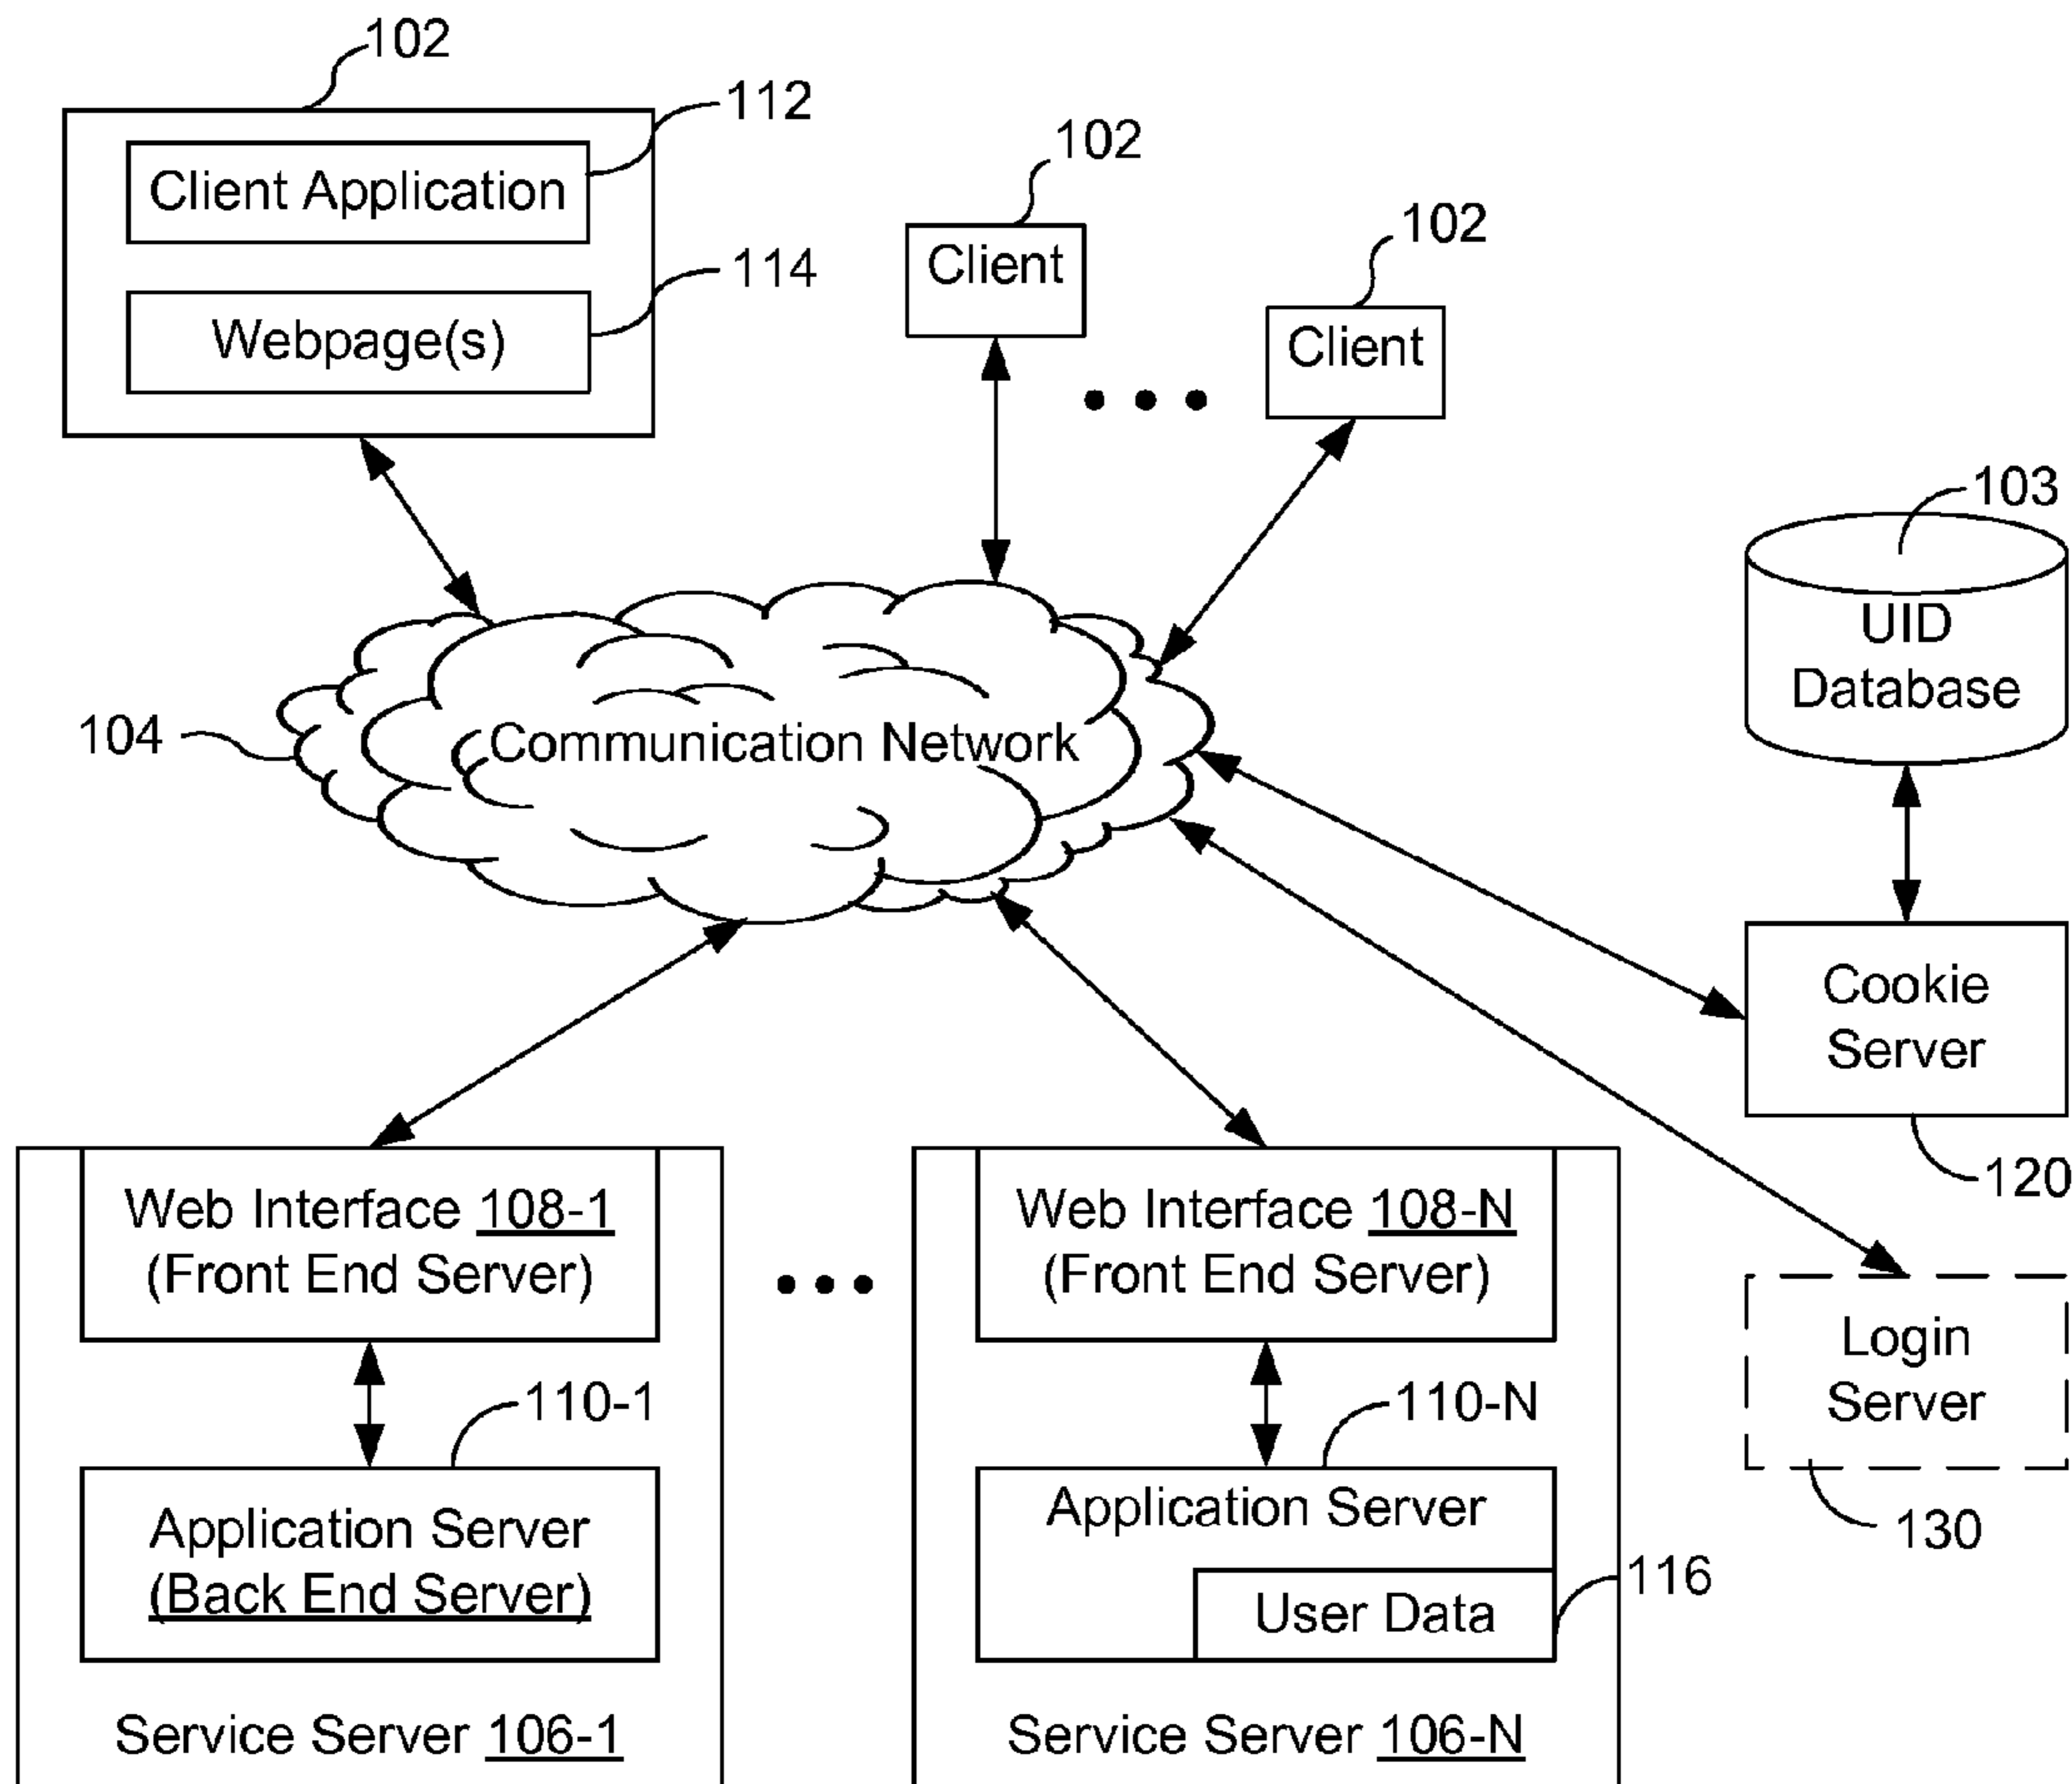 102
112
Client Application
114
Webpage(s)
102
Client
102
Client
103
UID
Database
104
Communication Network
Cookie
Server
120
Web Interface 108-1
(Front End Server)
Web Interface 108-N
(Front End Server)
Login
Server
130
110-1
Application Server
(Back End Server)
110-N
Application Server
User Data
116
Service Server 106-1
Service Server 106-N